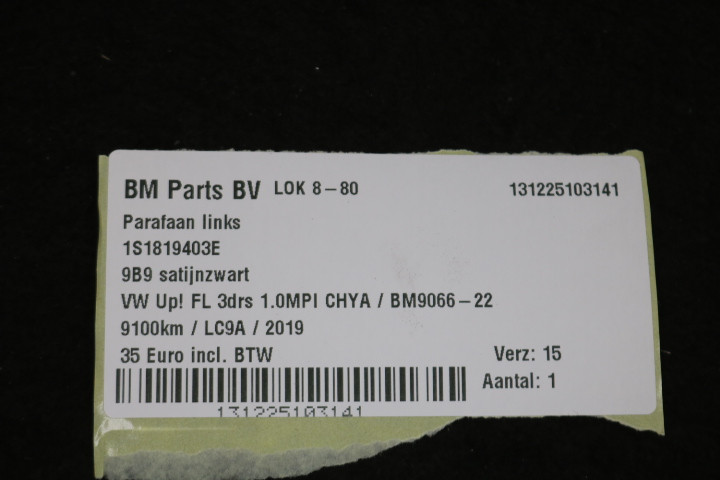 BM Parts BV LOK 8-80 131225103141
Parafaan links
1S1819403E
9B9 satijnzwart
VW Up! FL 3drs 1.0MPI CHYA / BM9066-22
9100km / LC9A / 2019
35 Euro incl. BTW Verz: 15
Aantal: 1
131225103141